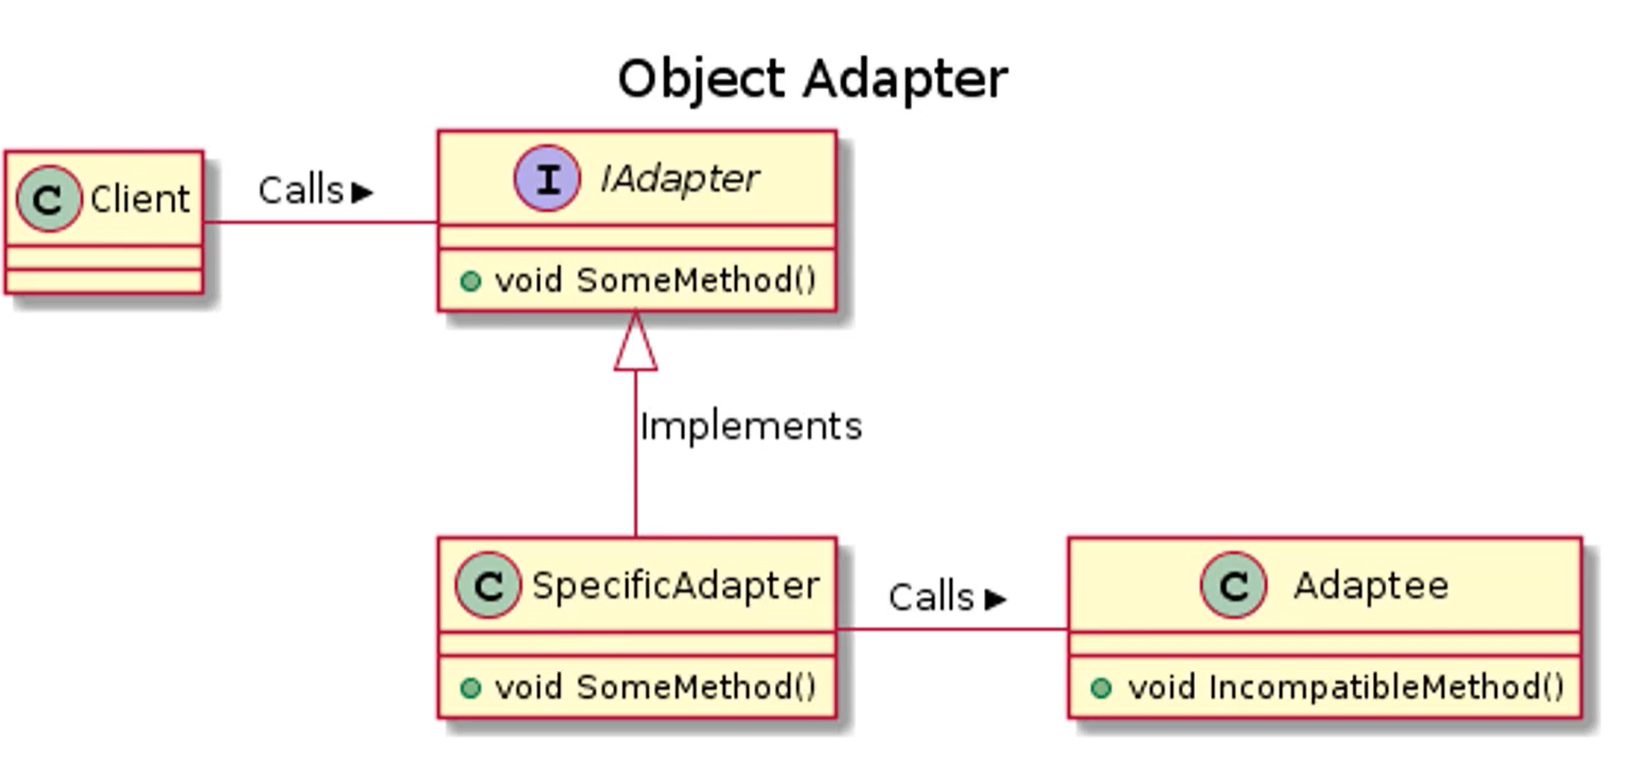 Object Adapter
C Client
Calls ▶
I IAdapter
void SomeMethod()
Implements
C SpecificAdapter
void SomeMethod()
Calls ▶
C Adaptee
void IncompatibleMethod()